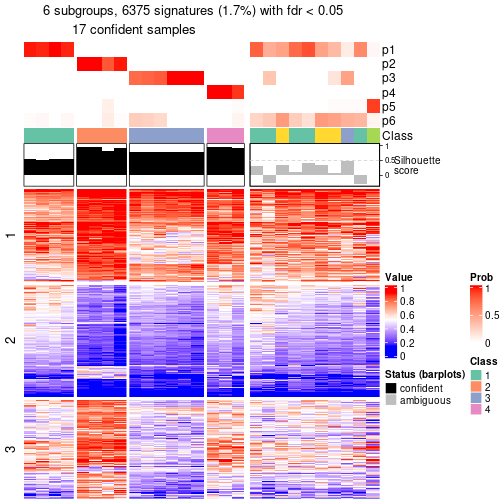 6 subgroups, 6375 signatures (1.7%) with fdr < 0.05
17 confident samples
p1
p2
p3
p4
p5
p6
Class
1
0.5
0
Silhouette
score
1
2
3
Value
1
0.8
0.6
0.4
0.2
0
Status (barplots)
confident
ambiguous
Prob
1
0.5
0
Class
1
2
3
4